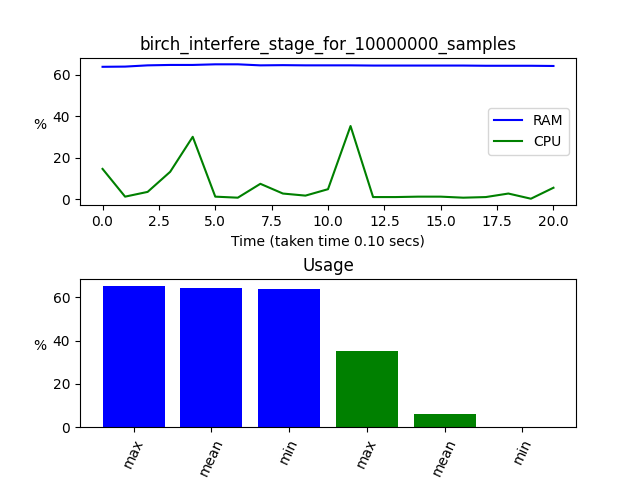 birch_interfere_stage_for_10000000_samples
60
40
%
20
0
RAM
CPU
0.0 2.5 5.0 7.5 10.0 12.5 15.0 17.5 20.0
Time (taken time 0.10 secs)
Usage
60
%
40
20
0
max mean min max mean min